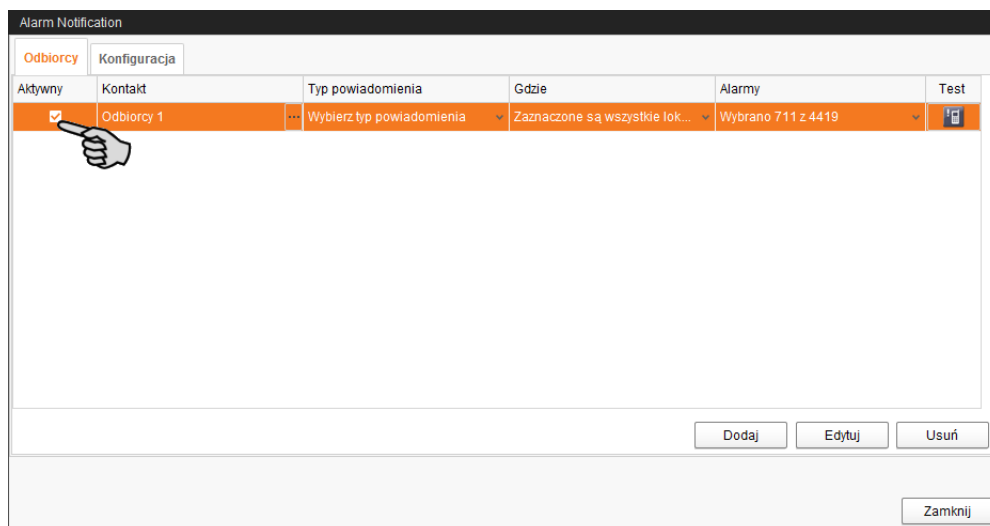 Alarm Notification
Odbiorcy Konfiguracja
Aktywny Kontakt Typ powiadomienia Gdzie Alarmy Test
Odbiorcy 1 ... Wybierz typ powiadomienia Zaznaczone są wszystkie lok... Wybrano 711 z 4419
Dodaj Edytuj Usuń
Zamknij